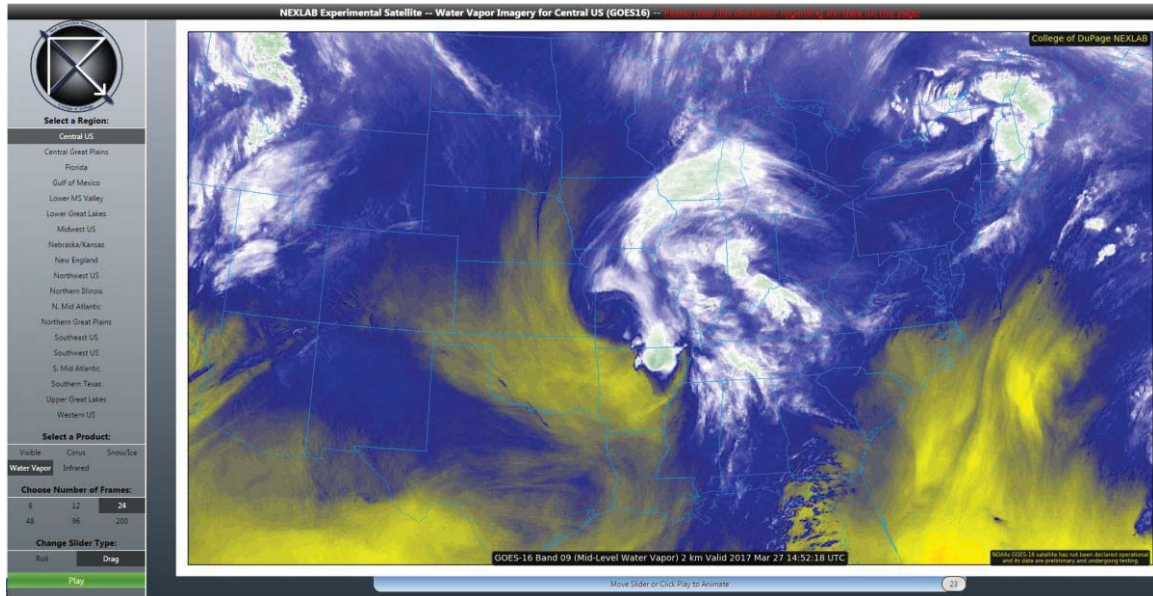 NEXLAB Experimental Satellite -- Water Vapor Imagery for Central US (GOES16) -- Please read this disclaimer regarding the data on this page.
College of DuPage NEXLAB
College of DuPage
Select a Region:
Central US
Central Great Plains
Florida
Gulf of Mexico
Lower MS Valley
Lower Great Lakes
Midwest US
Nebraska/Kansas
New England
Northwest US
Northern Illinois
N. Mid Atlantic
Northern Great Plains
Southeast US
Southwest US
S. Mid Atlantic
Southern Texas
Upper Great Lakes
Western US
Select a Product:
Visible Cirrus Snow/Ice
Water Vapor Infrared
Choose Number of Frames:
6 12 24
48 96 200
Change Slider Type:
Roll Drag
Play
GOES-16 Band 09 (Mid-Level Water Vapor) 2 km Valid 2017 Mar 27 14:52:18 UTC
NOAAs GOES-16 satellite has not been declared operational
and its data are preliminary and undergoing testing
Move Slider or Click Play to Animate
23